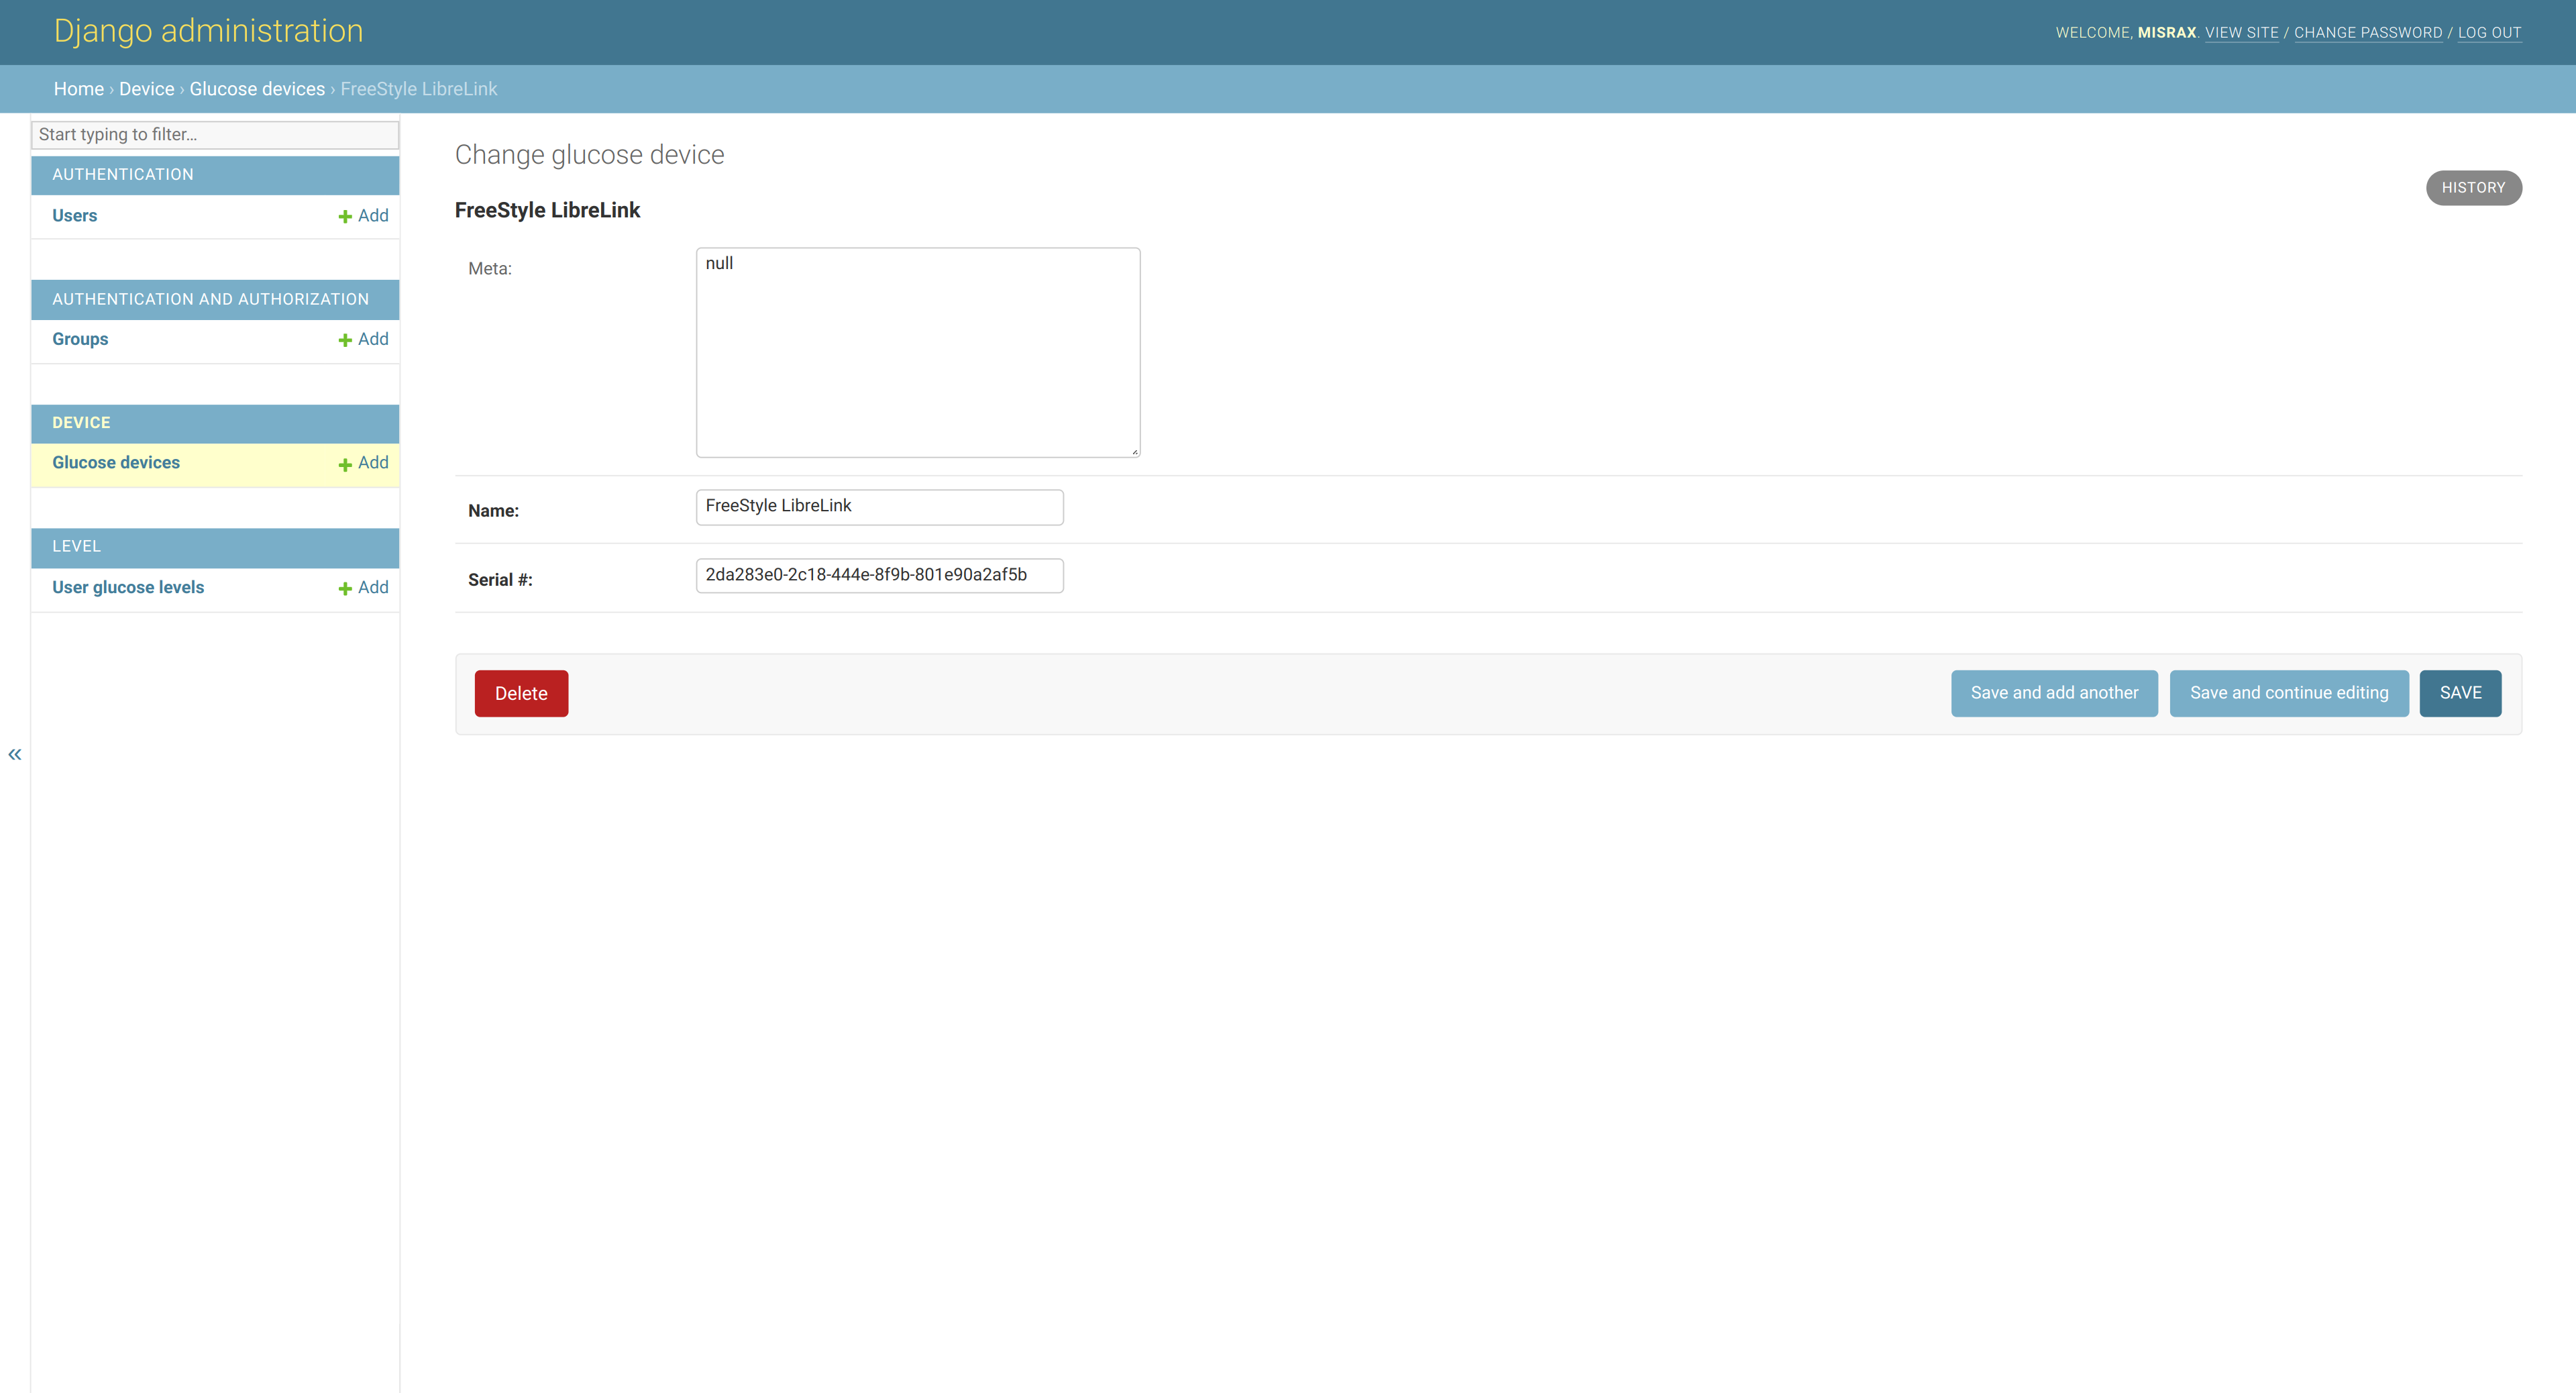 Django administration
WELCOME, MISRAX. VIEW SITE / CHANGE PASSWORD / LOG OUT
Home › Device › Glucose devices › FreeStyle LibreLink
Start typing to filter...
AUTHENTICATION
Users Add
AUTHENTICATION AND AUTHORIZATION
Groups Add
DEVICE
Glucose devices Add
LEVEL
User glucose levels Add
«
Change glucose device
HISTORY
FreeStyle LibreLink
Meta: null
Name: FreeStyle LibreLink
Serial #: 2da283e0-2c18-444e-8f9b-801e90a2af5b
Delete Save and add another Save and continue editing SAVE